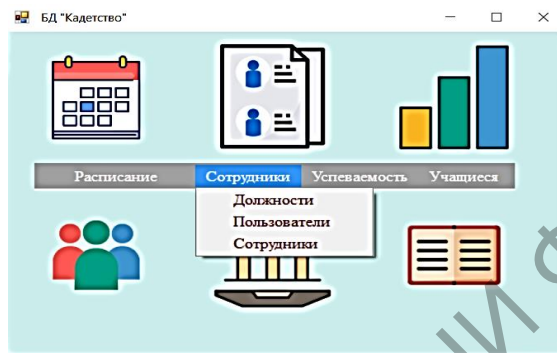 БД "Кадетство"
Расписание Сотрудники Успеваемость Учащиеся
Должности
Пользователи
Сотрудники